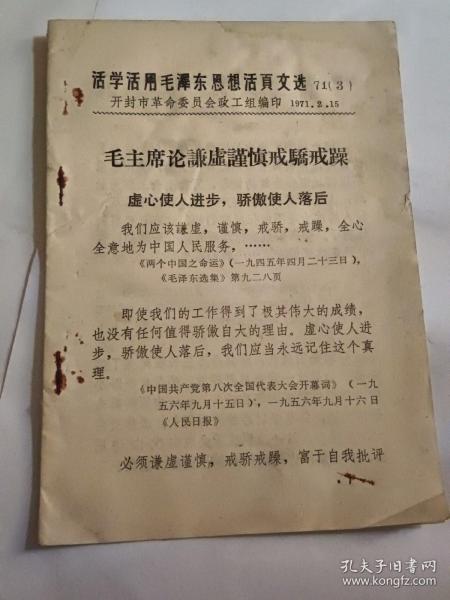 活学活用毛澤东思想活頁文选 71(3)
开封市革命委员会政工组编印 1971.2.15
毛主席论謙虛謹慎戒驕戒躁
虚心使人进步，骄傲使人落后
我们应该謙虛，谨慎，戒骄，戒躁，全心
全意地为中国人民服务，……
《两个中国之命运》(一九四五年四月二十三日)，
《毛泽东选集》第九二八页
即使我们的工作得到了极其伟大的成绩，
也没有任何值得骄傲自大的理由。虚心使人进
步，骄傲使人落后，我们应当永远记住这个真
理。
《中国共产党第八次全国代表大会开幕词》(一九
五六年九月十五日)，一九五六年九月十六日
《人民日报》
必须谦虚谨慎，戒骄戒躁，富于自我批评
孔夫子旧书网
www.kongfz.com